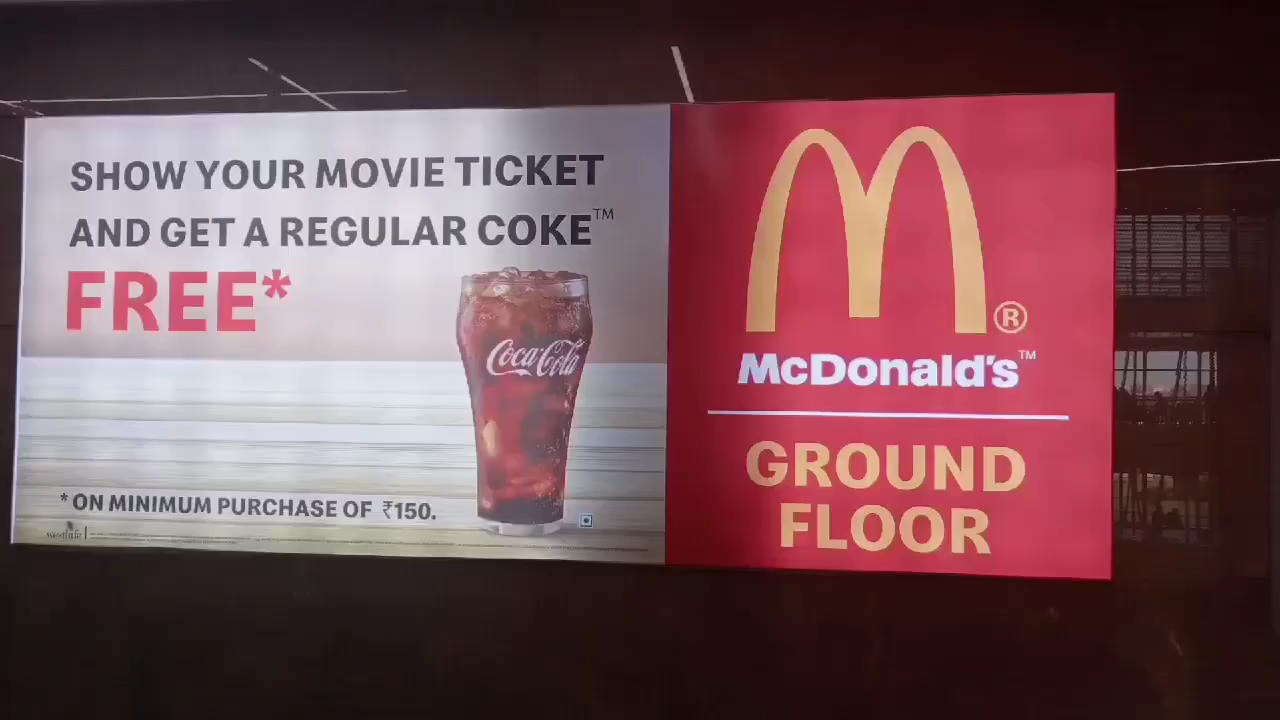 SHOW YOUR MOVIE TICKET
AND GET A REGULAR COKE™
FREE*
Coca-Cola
* ON MINIMUM PURCHASE OF ₹150.
westlife
McDonald's™
®
GROUND
FLOOR